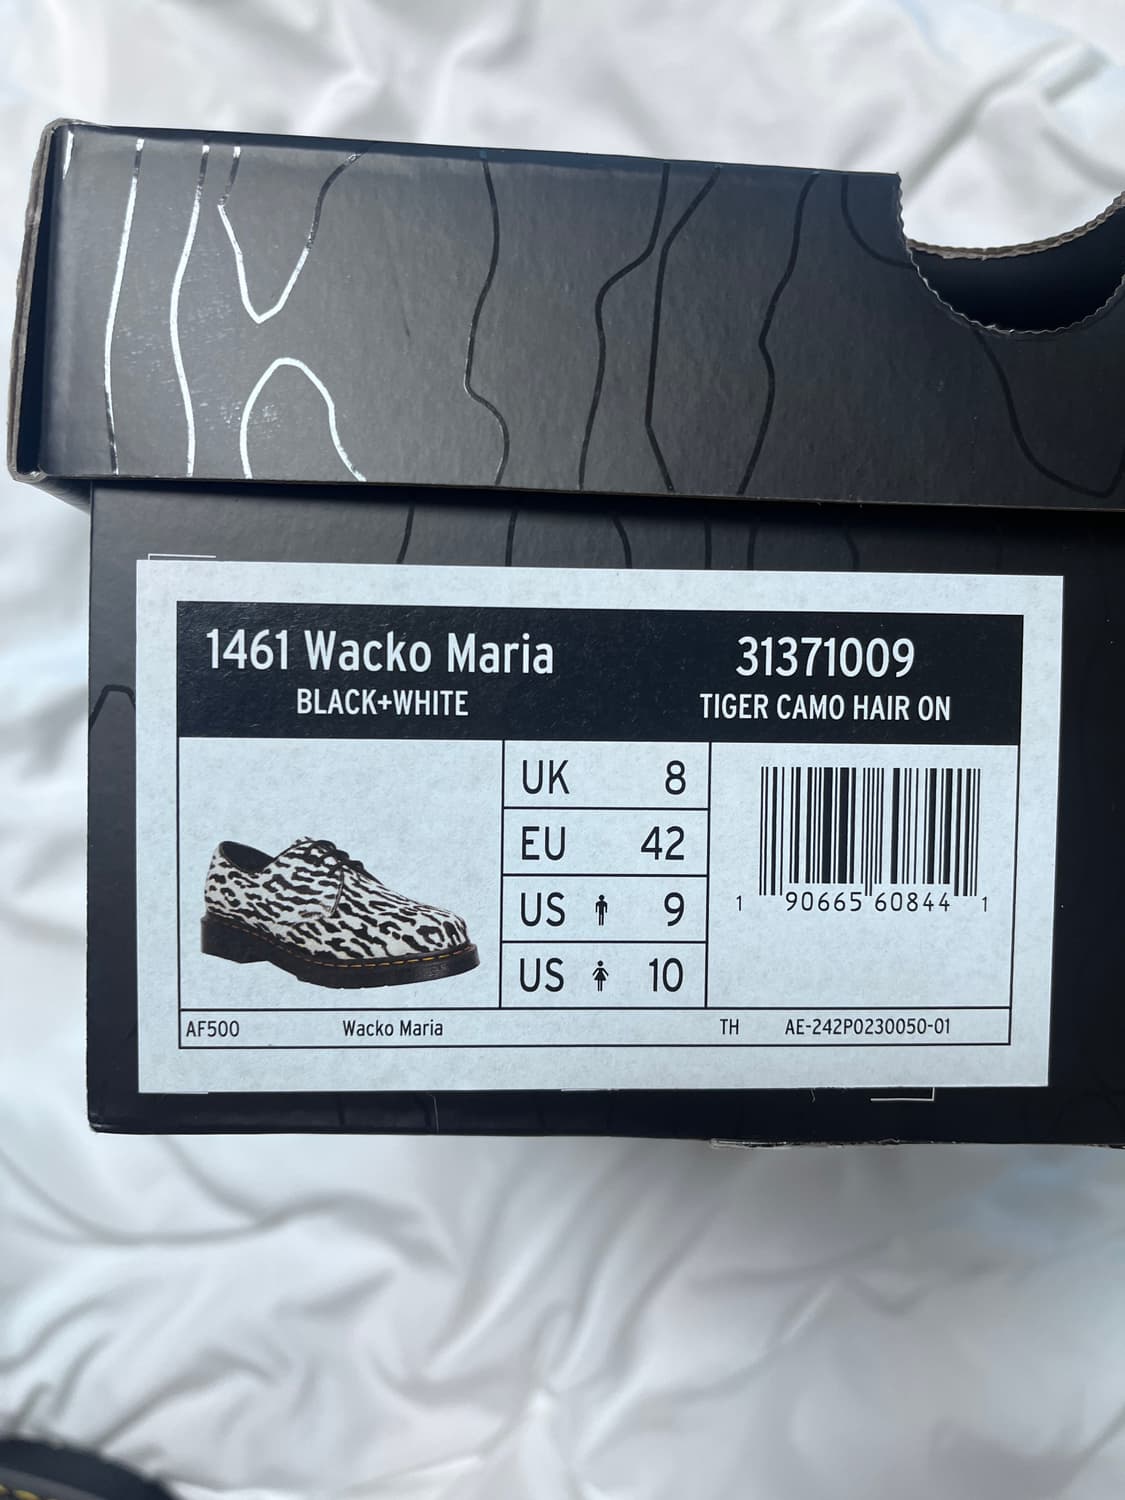 1461 Wacko Maria
BLACK+WHITE
31371009
TIGER CAMO HAIR ON
UK 8
EU 42
US 9
US 10
1 90665 60844 1
AF500 Wacko Maria TH AE-242P0230050-01